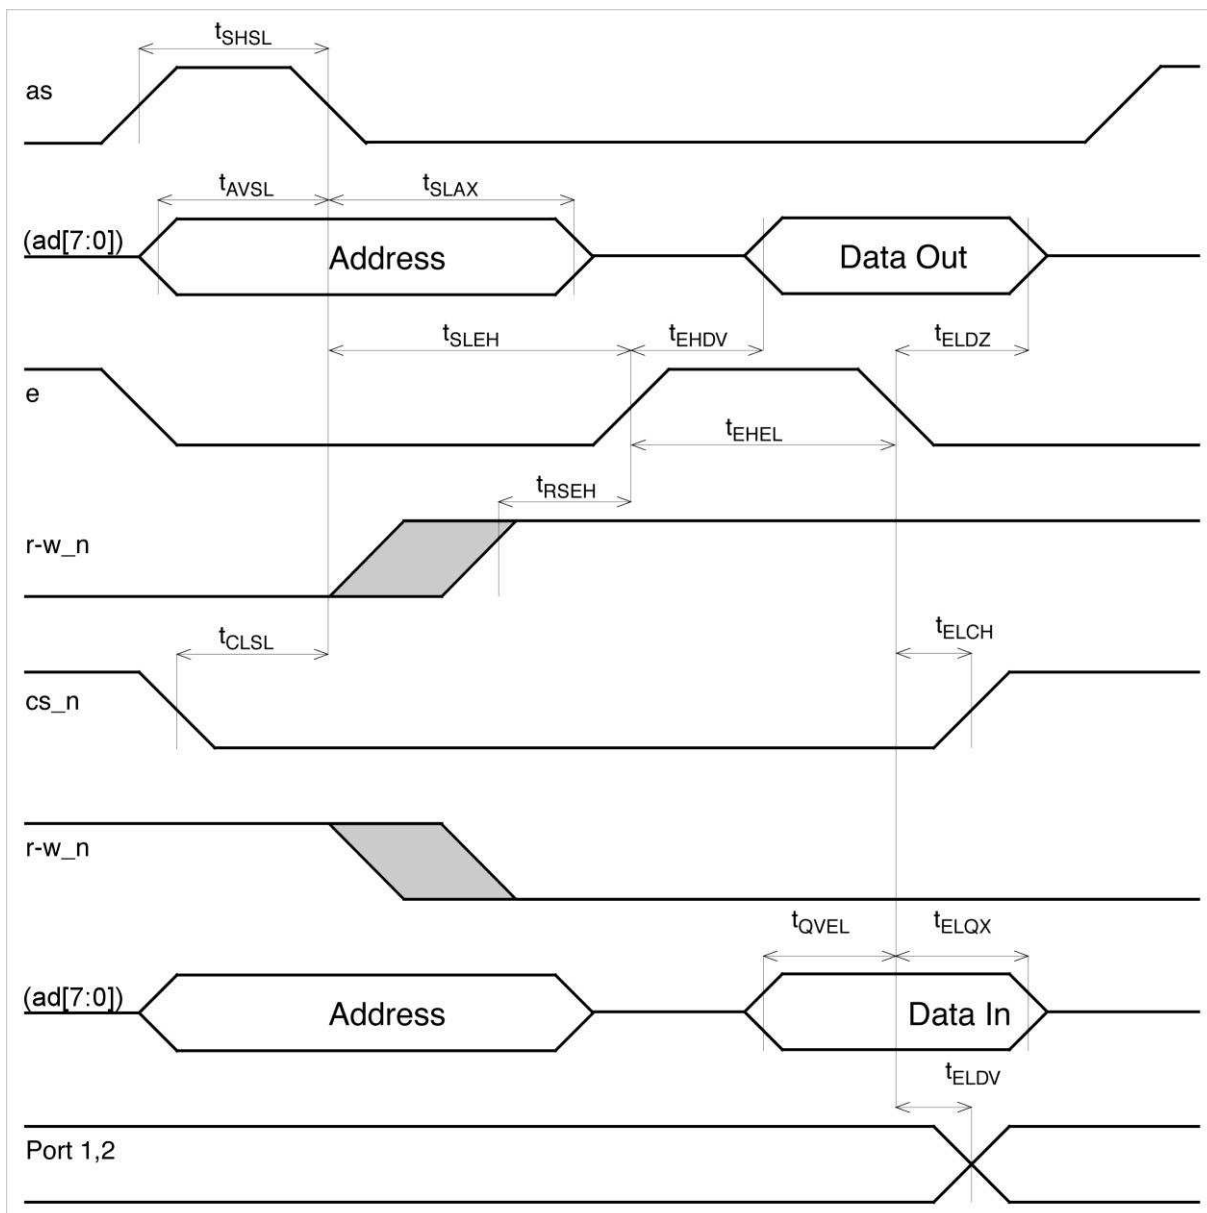 tSHSL
as
tAVSL
tSLAX
(ad[7:0])
Address
Data Out
tSLEH
tEHDV
tELDZ
e
tEHEL
tRSEH
r-w_n
tCLSL
tELCH
cs_n
r-w_n
tQVEL
tELQX
(ad[7:0])
Address
Data In
tELDV
Port 1,2